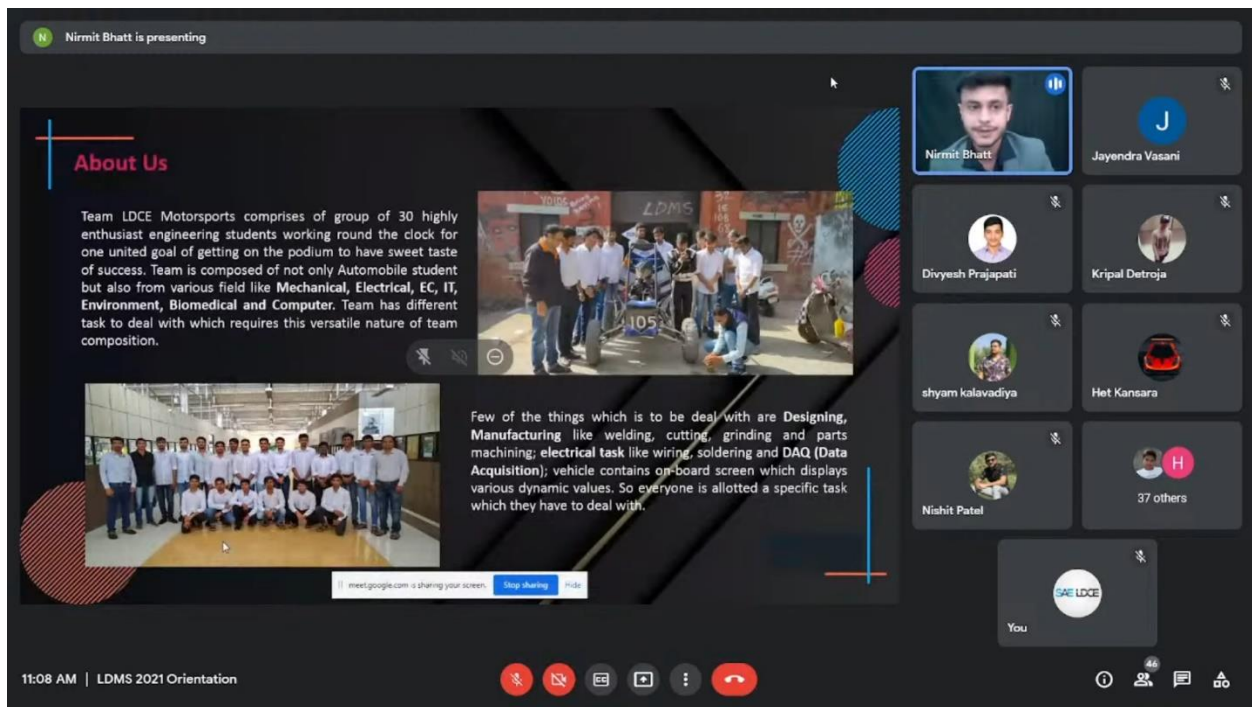 N Nirmit Bhatt is presenting
About Us
Team LDCE Motorsports comprises of group of 30 highly
enthusiast engineering students working round the clock for
one united goal of getting on the podium to have sweet taste
of success. Team is composed of not only Automobile student
but also from various field like Mechanical, Electrical, EC, IT,
Environment, Biomedical and Computer. Team has different
task to deal with which requires this versatile nature of team
composition.
LDMS
105
Few of the things which is to be deal with are Designing,
Manufacturing like welding, cutting, grinding and parts
machining; electrical task like wiring, soldering and DAQ (Data
Acquisition); vehicle contains on-board screen which displays
various dynamic values. So everyone is allotted a specific task
which they have to deal with.
meet.google.com is sharing your screen. Stop sharing Hide
Nirmit Bhatt
J
Jayendra Vasani
Divyesh Prajapati
Kripal Detroja
shyam kalavadiya
Het Kansara
Nishit Patel
H
37 others
SAE LDCE
You
11:08 AM | LDMS 2021 Orientation
CC
46